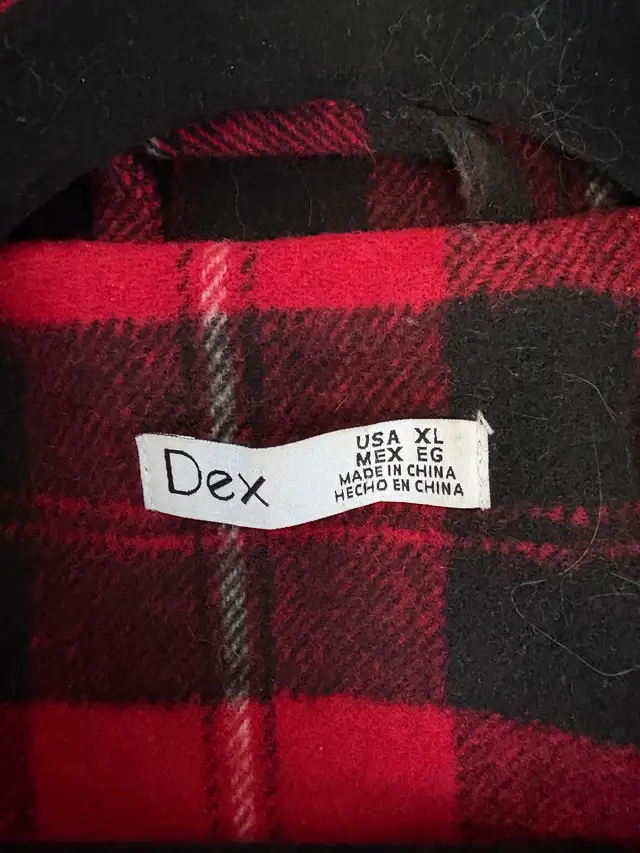 Dex
USA XL
MEX EG
MADE IN CHINA
HECHO EN CHINA